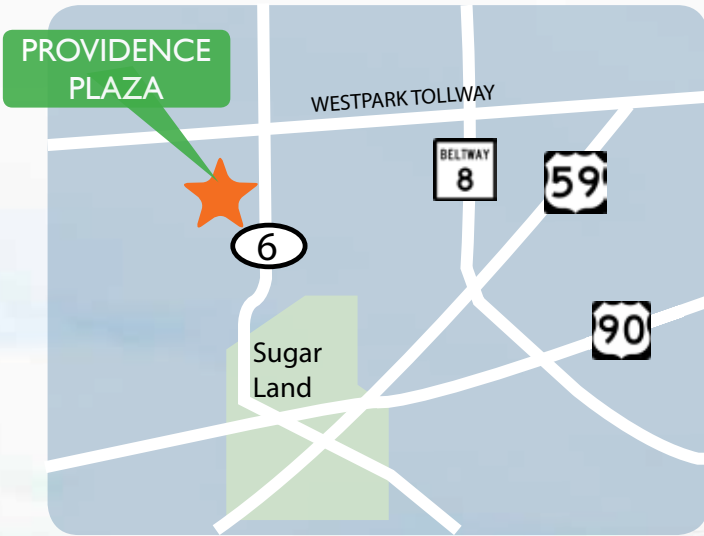 PROVIDENCE
PLAZA
WESTPARK TOLLWAY
BELTWAY
8
59
6
90
Sugar
Land